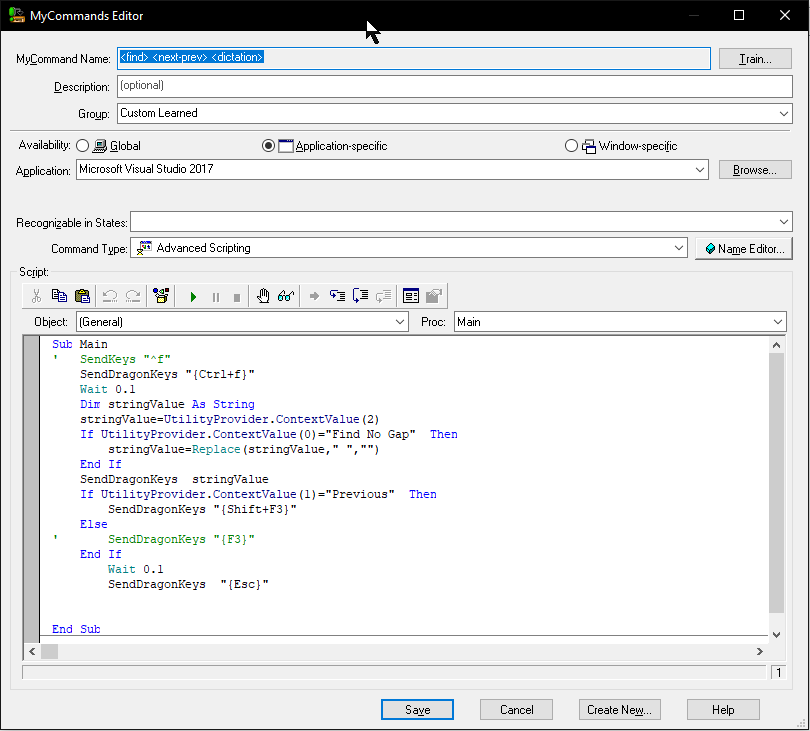 MyCommands Editor
MyCommand Name: <find> <next-prev> <dictation> Train...
Description: (optional)
Group: Custom Learned
Availability: Global Application-specific Window-specific
Application: Microsoft Visual Studio 2017 Browse...
Recognizable in States:
Command Type: Advanced Scripting Name Editor...
Script:
Object: (General) Proc: Main
Sub Main
'   SendKeys "^f"
    SendDragonKeys "{Ctrl+f}"
    Wait 0.1
    Dim stringValue As String
    stringValue=UtilityProvider.ContextValue(2)
    If UtilityProvider.ContextValue(0)="Find No Gap"  Then
        stringValue=Replace(stringValue," ","")
    End If
    SendDragonKeys  stringValue
    If UtilityProvider.ContextValue(1)="Previous"  Then
        SendDragonKeys "{Shift+F3}"
    Else
'       SendDragonKeys "{F3}"
    End If
        Wait 0.1
        SendDragonKeys  "{Esc}"
End Sub
1
Save Cancel Create New... Help